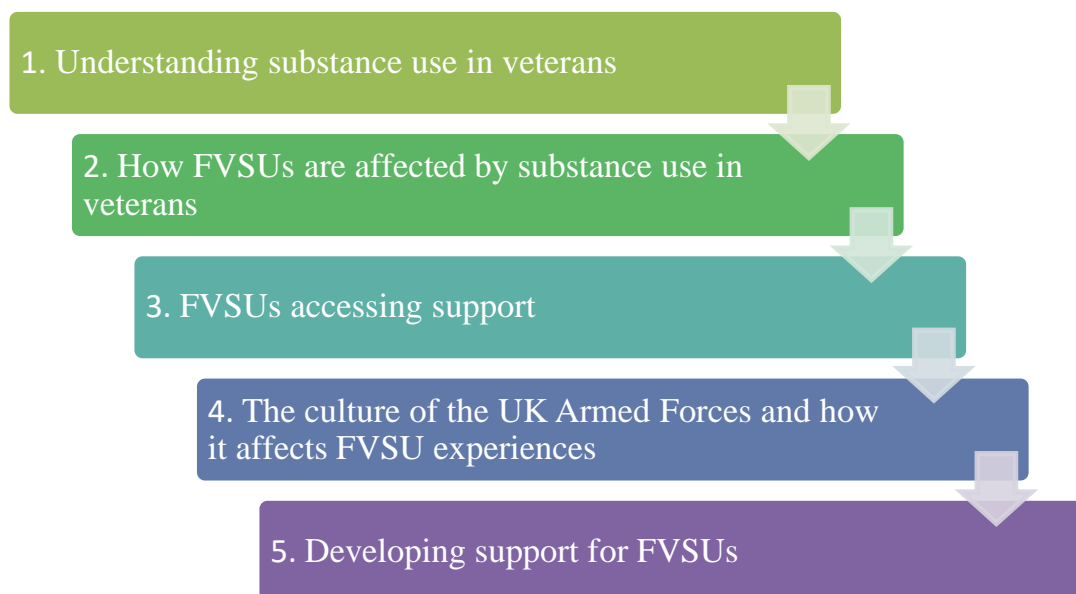 1. Understanding substance use in veterans
2. How FVSUs are affected by substance use in
veterans
3. FVSUs accessing support
4. The culture of the UK Armed Forces and how
it affects FVSU experiences
5. Developing support for FVSUs